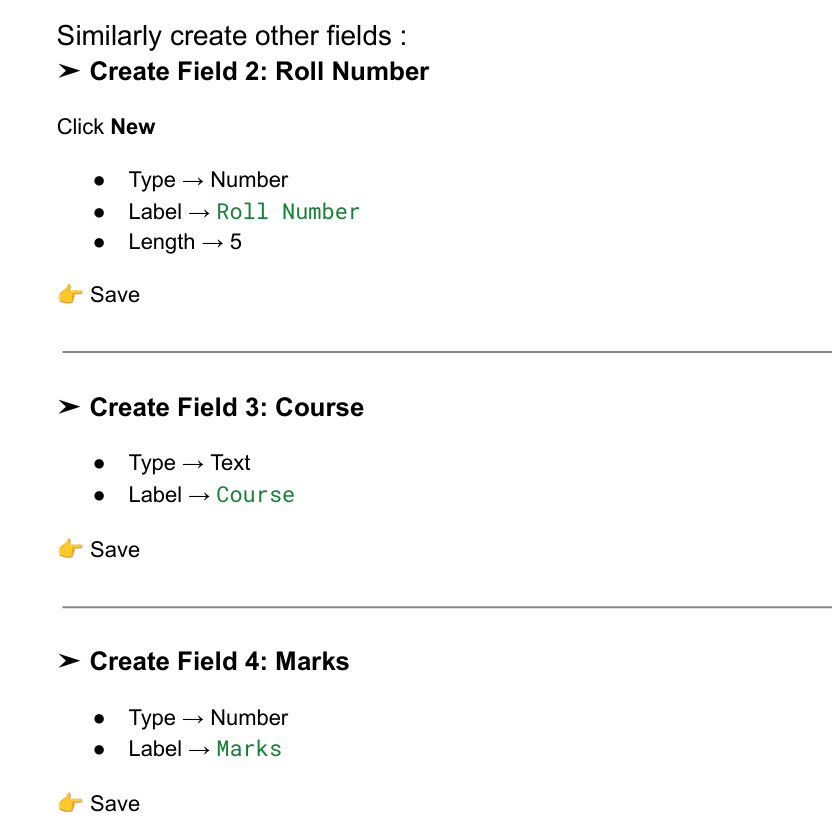 Similarly create other fields :
➤ Create Field 2: Roll Number
Click New
● Type → Number
● Label → Roll Number
● Length → 5
👉 Save
➤ Create Field 3: Course
● Type → Text
● Label → Course
👉 Save
➤ Create Field 4: Marks
● Type → Number
● Label → Marks
👉 Save